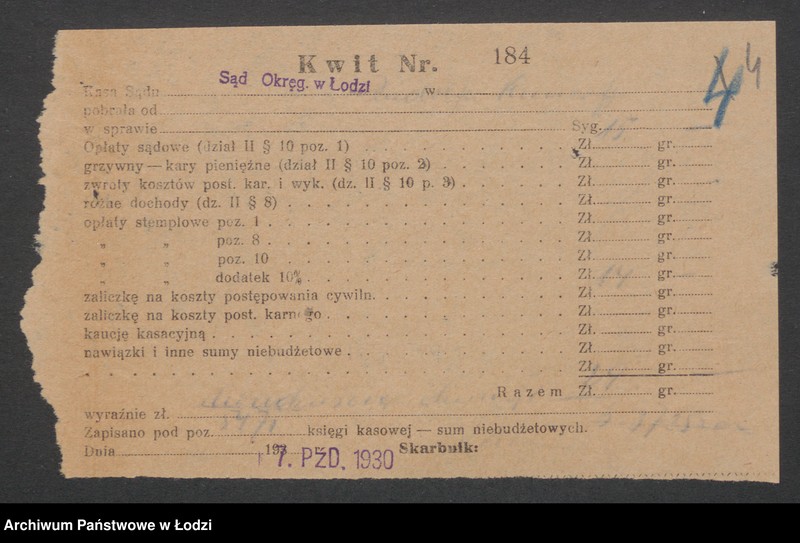 Kwit Nr. 184
4 4
Kasa Sądu Sąd Okręg. w Łodzi w
pobrała od
w sprawie Syg. 15
Opłaty sądowe (dział II § 10 poz. 1) Zł. gr.
grzywny — kary pieniężne (dział II § 10 poz. 2) Zł. gr.
zwroty kosztów post. kar. i wyk. (dz. II § 10 p. 3) Zł. gr.
różne dochody (dz. II § 8) Zł. gr.
opłaty stemplowe poz. 1 Zł. gr.
„ „ poz. 8 Zł. gr.
„ „ poz. 10 Zł. gr.
„ „ dodatek 10% Zł. gr.
zaliczkę na koszty postępowania cywiln. Zł. gr.
zaliczkę na koszty post. karnego Zł. gr.
kaucję kasacyjną Zł. gr.
nawiązki i inne sumy niebudżetowe Zł. gr.
Zł. gr.
Razem Zł. gr.
wyraźnie zł.
Zapisano pod poz. księgi kasowej — sum niebudżetowych.
Dnia 193 7. PŹD. 1930 Skarbnik:
Archiwum Państwowe w Łodzi